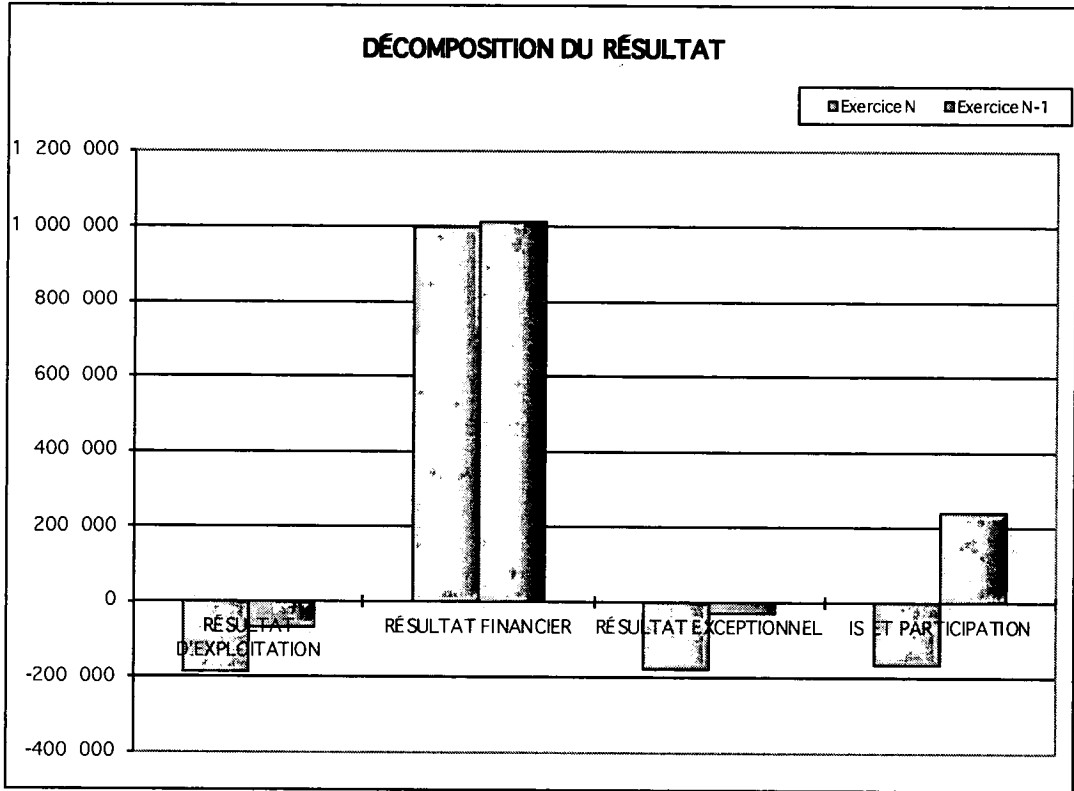 DÉCOMPOSITION DU RÉSULTAT
Exercice N Exercice N-1
1 200 000
1 000 000
800 000
600 000
400 000
200 000
0
-200 000
-400 000
RÉSULTAT
D'EXPLOITATION
RÉSULTAT FINANCIER
RÉSULTAT EXCEPTIONNEL
IS ET PARTICIPATION